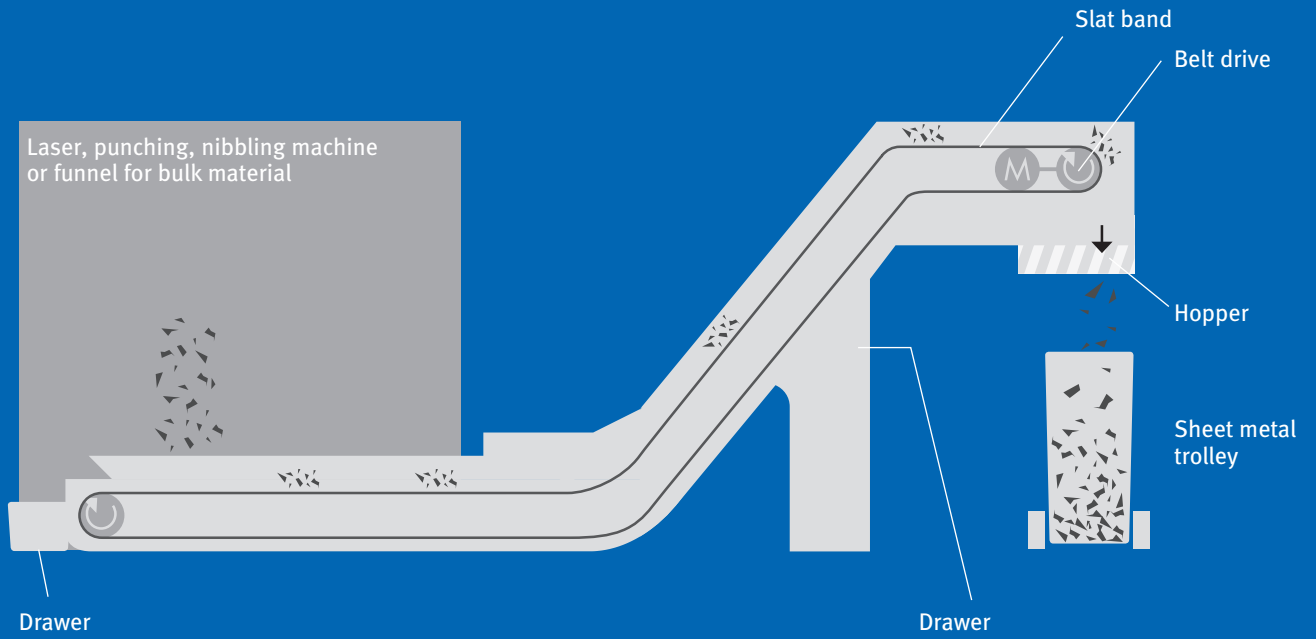 Slat band
Belt drive
Laser, punching, nibbling machine
or funnel for bulk material
M
Hopper
Sheet metal
trolley
Drawer
Drawer